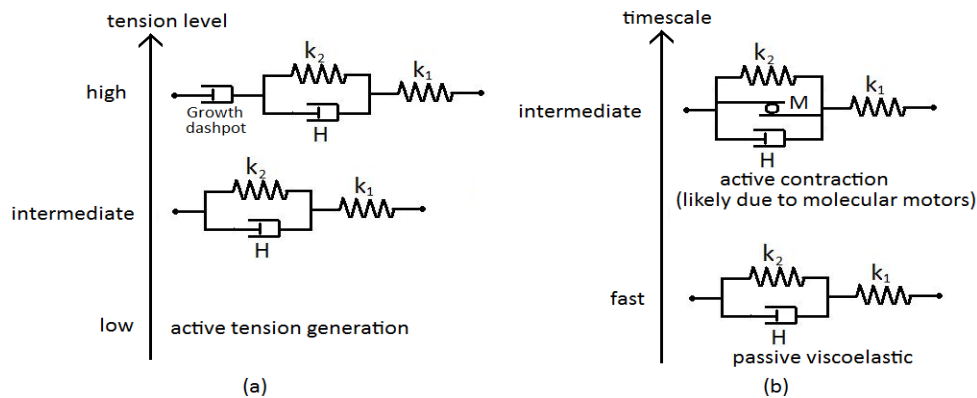 tension level
high
k₂
k₁
Growth
dashpot
H
intermediate
k₂
k₁
H
low
active tension generation
(a)
timescale
intermediate
k₂
M
k₁
H
active contraction
(likely due to molecular motors)
fast
k₂
k₁
H
passive viscoelastic
(b)